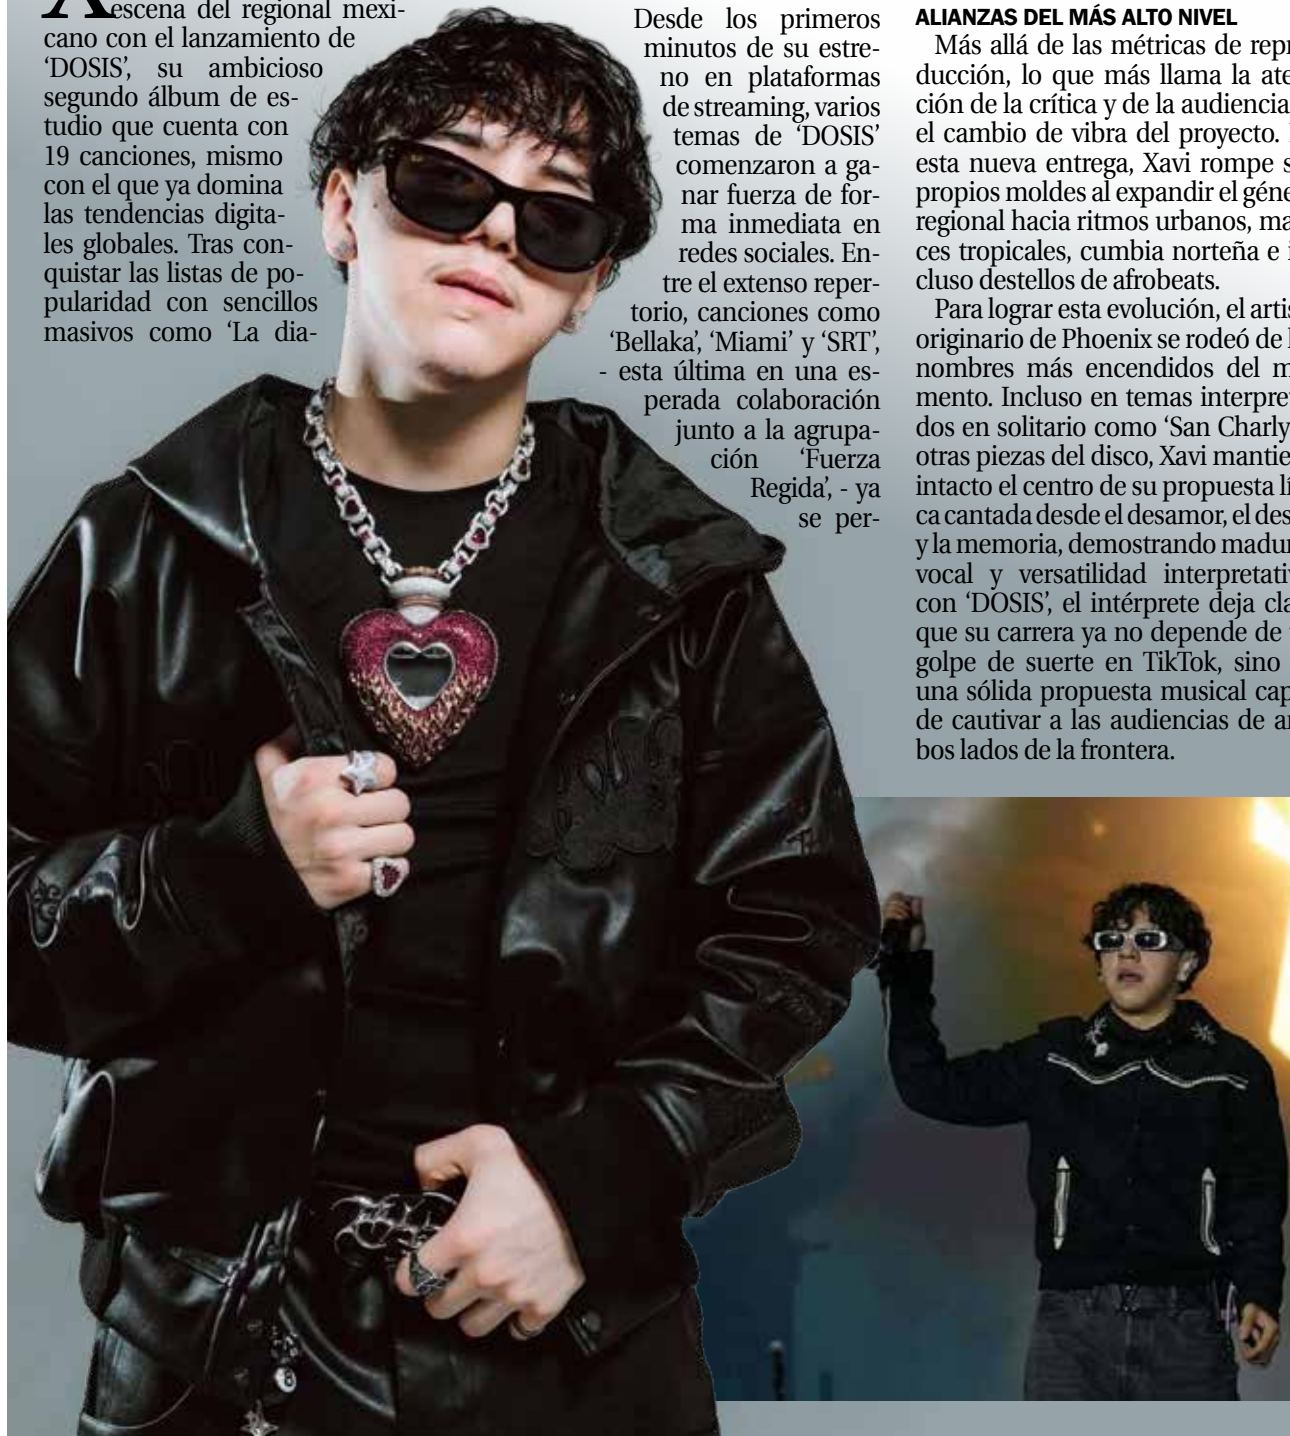 escena del regional mexi-
cano con el lanzamiento de
‘DOSIS’, su ambicioso
segundo álbum de es-
tudio que cuenta con
19 canciones, mismo
con el que ya domina
las tendencias digita-
les globales. Tras con-
quistar las listas de po-
pularidad con sencillos
masivos como ‘La dia-
Desde los primeros
minutos de su estre-
no en plataformas
de streaming, varios
temas de ‘DOSIS’
comenzaron a ga-
nar fuerza de for-
ma inmediata en
redes sociales. En-
tre el extenso reper-
torio, canciones como
‘Bellaka’, ‘Miami’ y ‘SRT’,
- esta última en una es-
perada colaboración
junto a la agrupa-
ción ‘Fuerza
Regida’, - ya
se per-
ALIANZAS DEL MÁS ALTO NIVEL
Más allá de las métricas de repr
ducción, lo que más llama la ate
ción de la crítica y de la audiencia
el cambio de vibra del proyecto.
esta nueva entrega, Xavi rompe s
propios moldes al expandir el géne
regional hacia ritmos urbanos, ma
ces tropicales, cumbia norteña e i
cluso destellos de afrobeats.
Para lograr esta evolución, el artis
originario de Phoenix se rodeó de l
nombres más encendidos del m
mento. Incluso en temas interpre
dos en solitario como ‘San Charly
otras piezas del disco, Xavi mantie
intacto el centro de su propuesta lí
ca cantada desde el desamor, el des
y la memoria, demostrando madu
vocal y versatilidad interpretati
con ‘DOSIS’, el intérprete deja cla
que su carrera ya no depende de
golpe de suerte en TikTok, sino
una sólida propuesta musical cap
de cautivar a las audiencias de a
bos lados de la frontera.